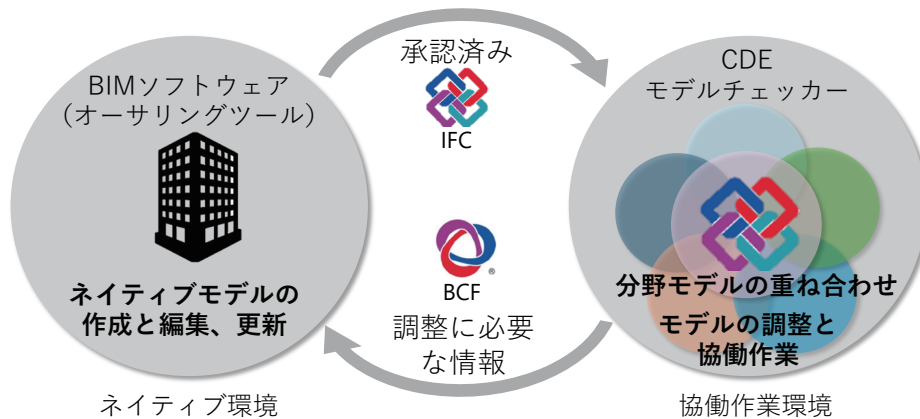 BIMソフトウェア
(オーサリングツール)
ネイティブモデルの
作成と編集、更新
ネイティブ環境
承認済み
IFC
®
BCF
調整に必要
な情報
CDE
モデルチェッカー
分野モデルの重ね合わせ
モデルの調整と
協働作業
協働作業環境